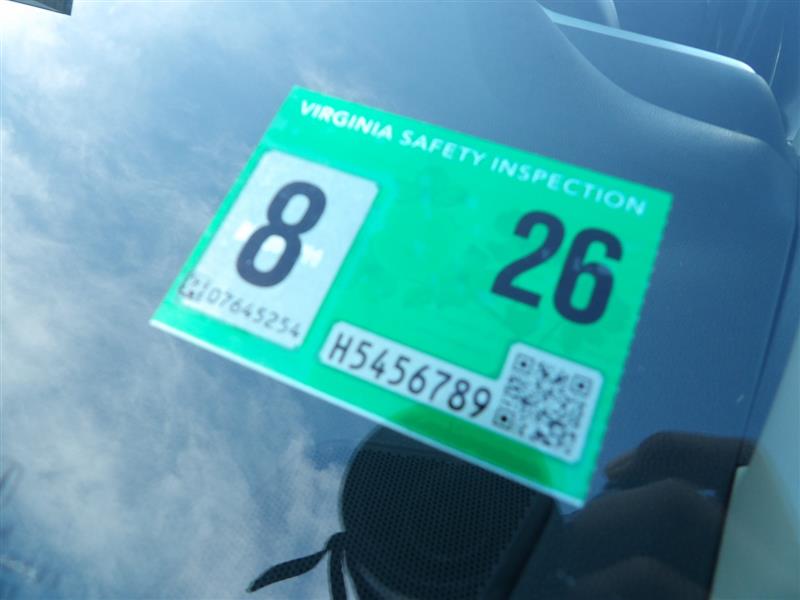 VIRGINIA SAFETY INSPECTION
8
26
07645254
H5456789